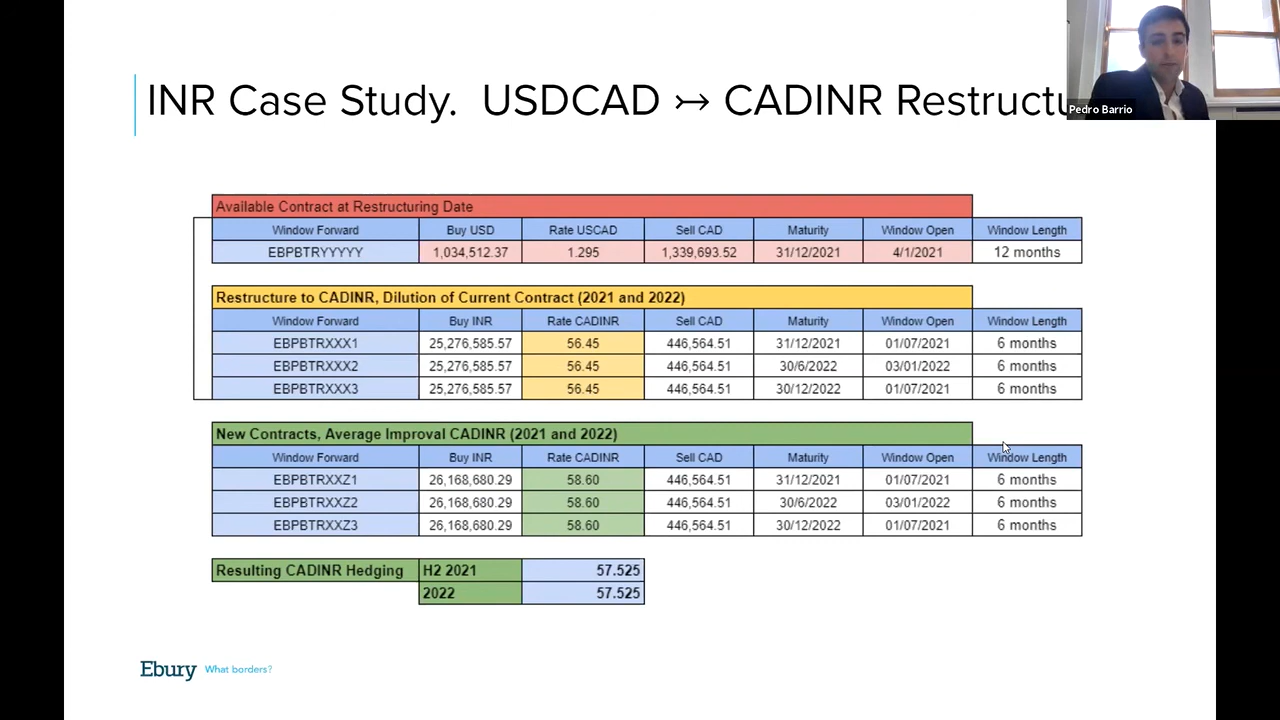 INR Case Study. USDCAD ↣ CADINR Restructu
Pedro Barrio
Available Contract at Restructuring Date
Window Forward Buy USD Rate USCAD Sell CAD Maturity Window Open Window Length
EBPBTRYYYYY 1,034,512.37 1.295 1,339,693.52 31/12/2021 4/1/2021 12 months
Restructure to CADINR, Dilution of Current Contract (2021 and 2022)
Window Forward Buy INR Rate CADINR Sell CAD Maturity Window Open Window Length
EBPBTRXXX1 25,276,585.57 56.45 446,564.51 31/12/2021 01/07/2021 6 months
EBPBTRXXX2 25,276,585.57 56.45 446,564.51 30/6/2022 03/01/2022 6 months
EBPBTRXXX3 25,276,585.57 56.45 446,564.51 30/12/2022 01/07/2021 6 months
New Contracts, Average Improval CADINR (2021 and 2022)
Window Forward Buy INR Rate CADINR Sell CAD Maturity Window Open Window Length
EBPBTRXXZ1 26,168,680.29 58.60 446,564.51 31/12/2021 01/07/2021 6 months
EBPBTRXXZ2 26,168,680.29 58.60 446,564.51 30/6/2022 03/01/2022 6 months
EBPBTRXXZ3 26,168,680.29 58.60 446,564.51 30/12/2022 01/07/2021 6 months
Resulting CADINR Hedging H2 2021 57.525
2022 57.525
Ebury What borders?